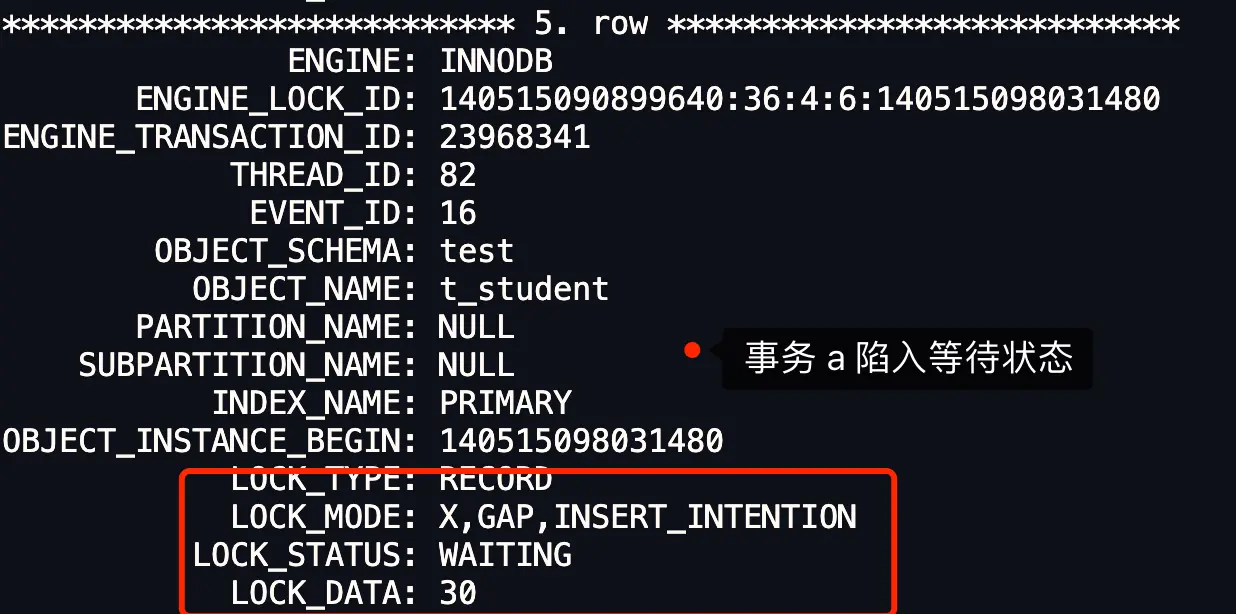 *************************** 5. row ***************************
ENGINE: INNODB
ENGINE_LOCK_ID: 140515090899640:36:4:6:140515098031480
ENGINE_TRANSACTION_ID: 23968341
THREAD_ID: 82
EVENT_ID: 16
OBJECT_SCHEMA: test
OBJECT_NAME: t_student
PARTITION_NAME: NULL
SUBPARTITION_NAME: NULL
事务 a 陷入等待状态
INDEX_NAME: PRIMARY
OBJECT_INSTANCE_BEGIN: 140515098031480
LOCK_TYPE: RECORD
LOCK_MODE: X,GAP,INSERT_INTENTION
LOCK_STATUS: WAITING
LOCK_DATA: 30